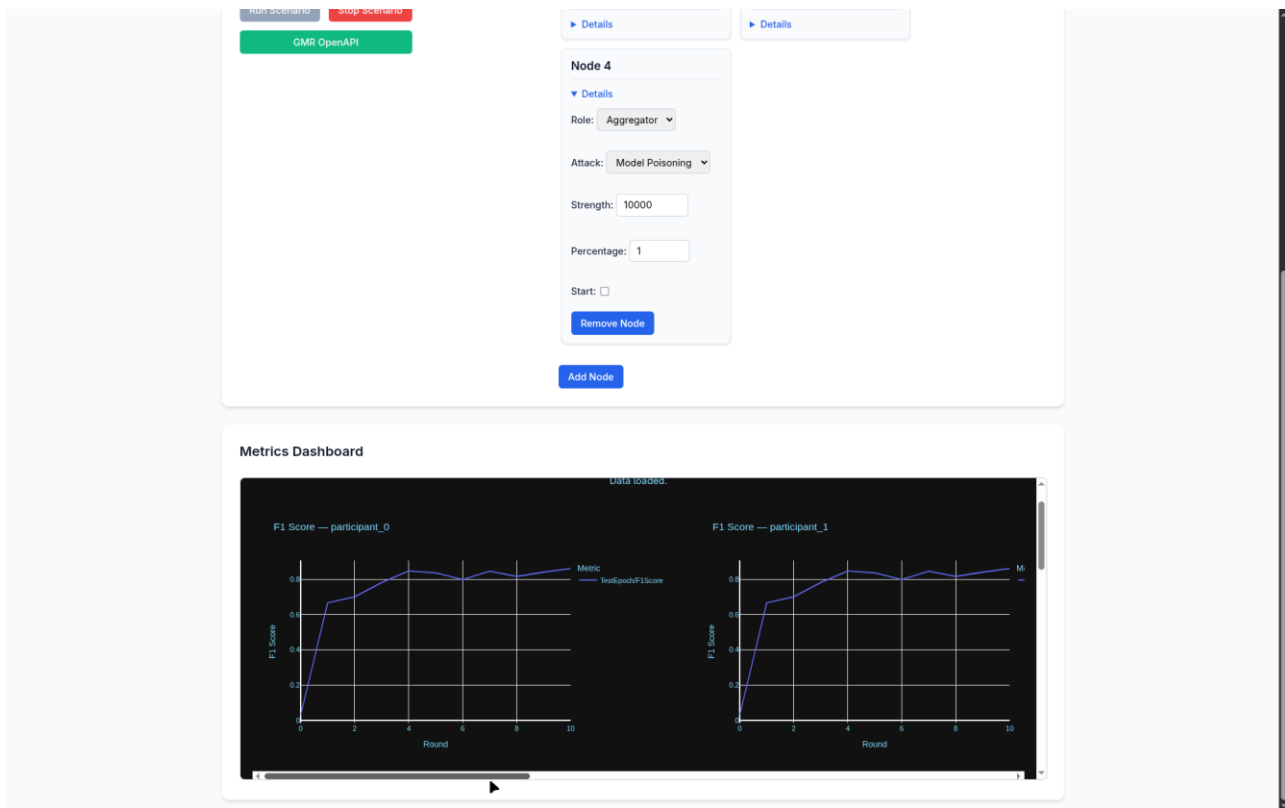 Run Scenario
Stop Scenario
GMR OpenAPI
▶ Details
▶ Details
Node 4
▼ Details
Role: Aggregator
Attack: Model Poisoning
Strength: 10000
Percentage: 1
Start:
Remove Node
Add Node
Metrics Dashboard
Data loaded.
F1 Score — participant_0
F1 Score
0.8
0.6
0.4
0.2
0
0 2 4 6 8 10
Round
Metric
TestEpoch/F1Score
F1 Score — participant_1
F1 Score
0.8
0.6
0.4
0.2
0
0 2 4 6 8 10
Round